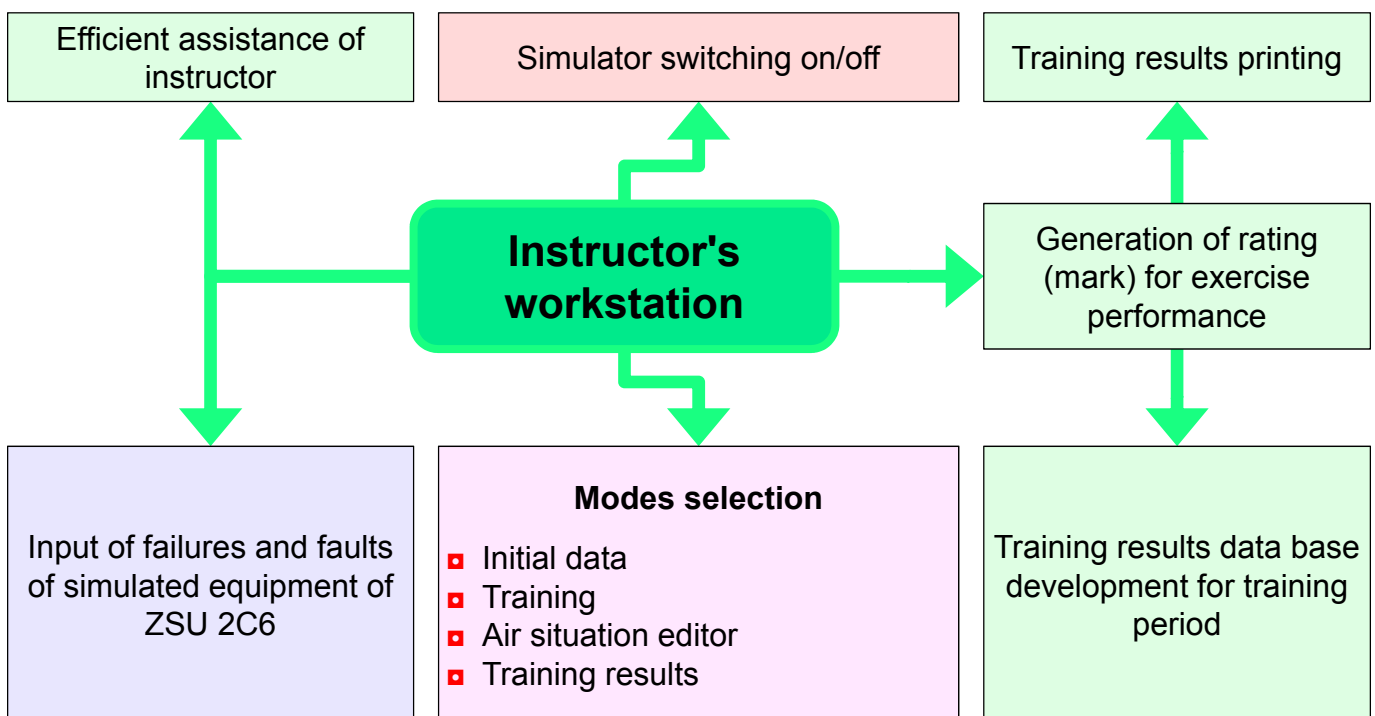 Efficient assistance of
instructor
Simulator switching on/off
Training results printing
Instructor's
workstation
Generation of rating
(mark) for exercise
performance
Input of failures and faults
of simulated equipment of
ZSU 2C6
Modes selection
Initial data
Training
Air situation editor
Training results
Training results data base
development for training
period